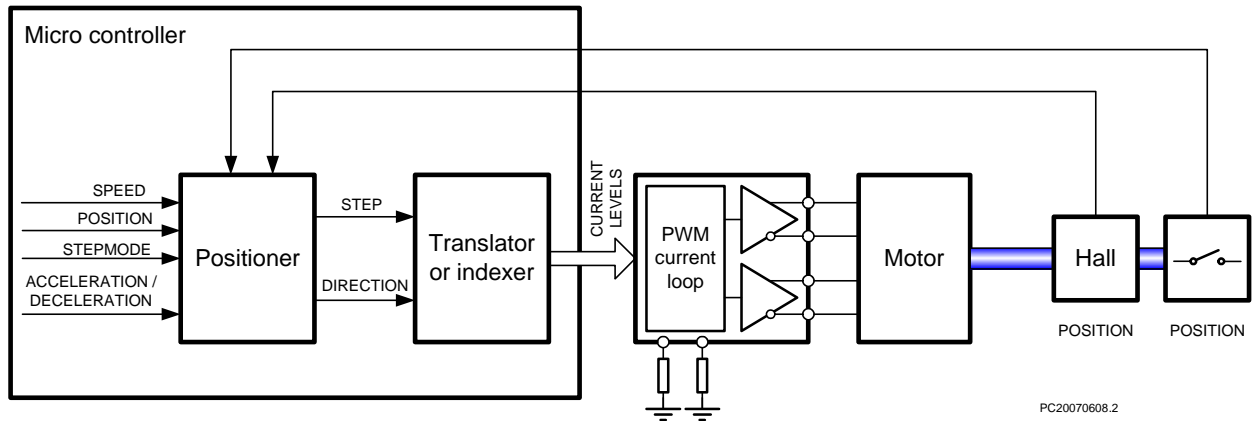 Micro controller
SPEED
POSITION
STEPMODE
ACCELERATION /
DECELERATION
Positioner
STEP
DIRECTION
Translator
or indexer
CURRENT
LEVELS
PWM
current
loop
Motor
Hall
POSITION
POSITION
PC20070608.2